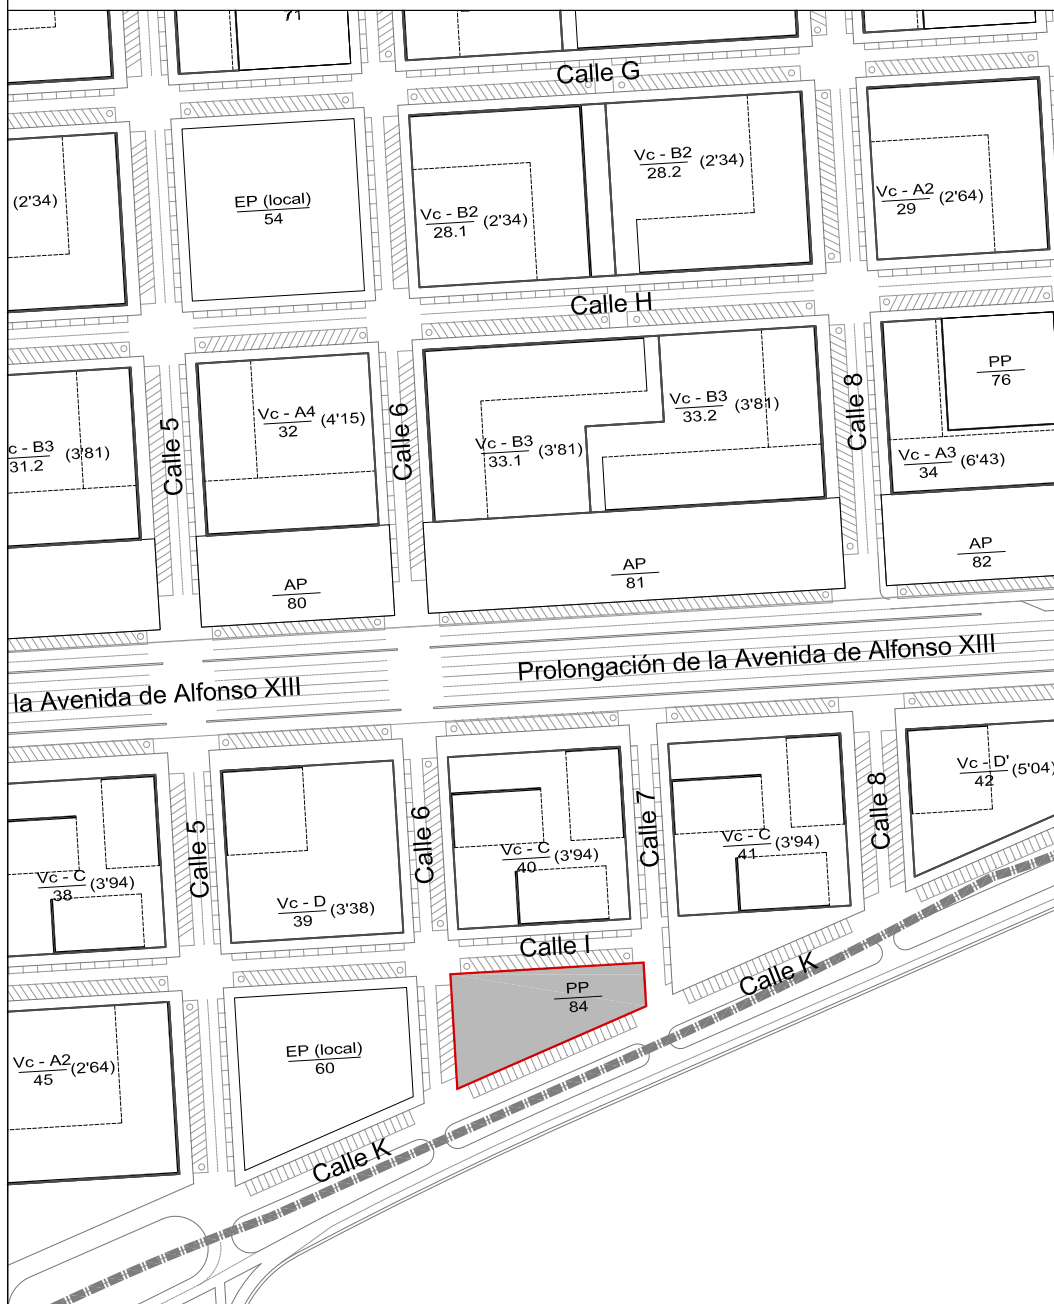 71
Calle G
(2'34)
EP (local)
54
Vc - B2 (2'34)
28.1
Vc - B2 (2'34)
28.2
Vc - A2 (2'64)
29
Calle H
c - B3 (3'81)
31.2
Calle 5
Vc - A4 (4'15)
32
Calle 6
Vc - B3 (3'81)
33.1
Vc - B3 (3'81)
33.2
Calle 8
PP
76
Vc - A3 (6'43)
34
AP
80
AP
81
AP
82
la Avenida de Alfonso XIII
Prolongación de la Avenida de Alfonso XIII
Vc - C (3'94)
38
Calle 5
Vc - D (3'38)
39
Calle 6
Vc - C (3'94)
40
Calle 7
Vc - C (3'94)
41
Calle 8
Vc - D' (5'04)
42
Calle I
Calle K
PP
84
Vc - A2 (2'64)
45
EP (local)
60
Calle K